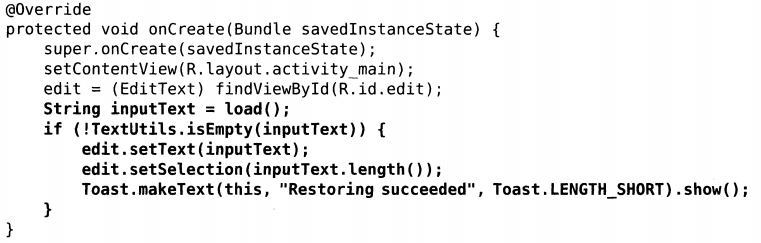 @Override
protected void onCreate(Bundle savedInstanceState) {
    super.onCreate(savedInstanceState);
    setContentView(R.layout.activity_main);
    edit = (EditText) findViewById(R.id.edit);
    String inputText = load();
    if (!TextUtils.isEmpty(inputText)) {
        edit.setText(inputText);
        edit.setSelection(inputText.length());
        Toast.makeText(this, "Restoring succeeded", Toast.LENGTH_SHORT).show();
    }
}